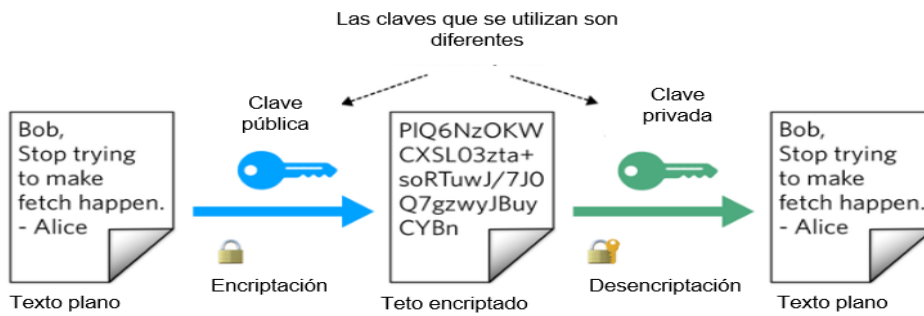 Las claves que se utilizan son
diferentes
Clave
pública
Clave
privada
Bob,
Stop trying
to make
fetch happen.
- Alice
PIQ6NzOKW
CXSL03zta+
soRTuwJ/7J0
Q7gzwyJBuy
CYBn
Bob,
Stop trying
to make
fetch happen.
- Alice
Encriptación
Desencriptación
Texto plano
Teto encriptado
Texto plano